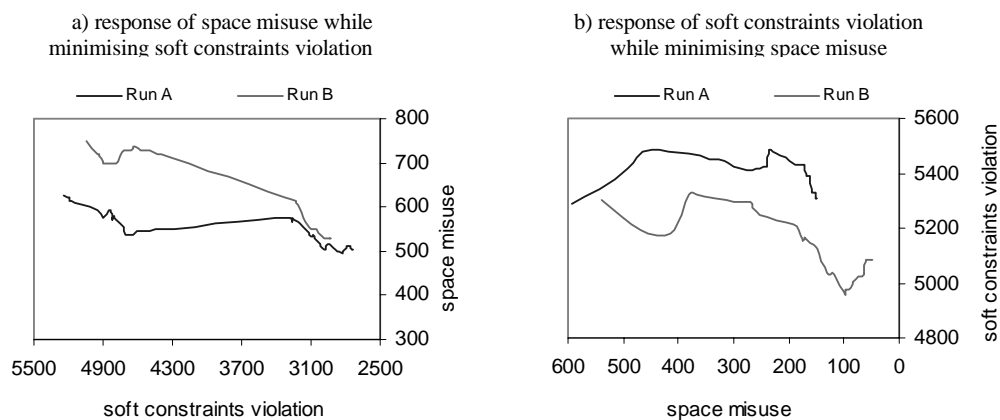 a) response of space misuse while
minimising soft constraints violation
Run A
Run B
800
700
600
500
400
300
space misuse
5500
4900
4300
3700
3100
2500
soft constraints violation
b) response of soft constraints violation
while minimising space misuse
Run A
Run B
5600
5400
5200
5000
4800
soft constraints violation
600
500
400
300
200
100
0
space misuse